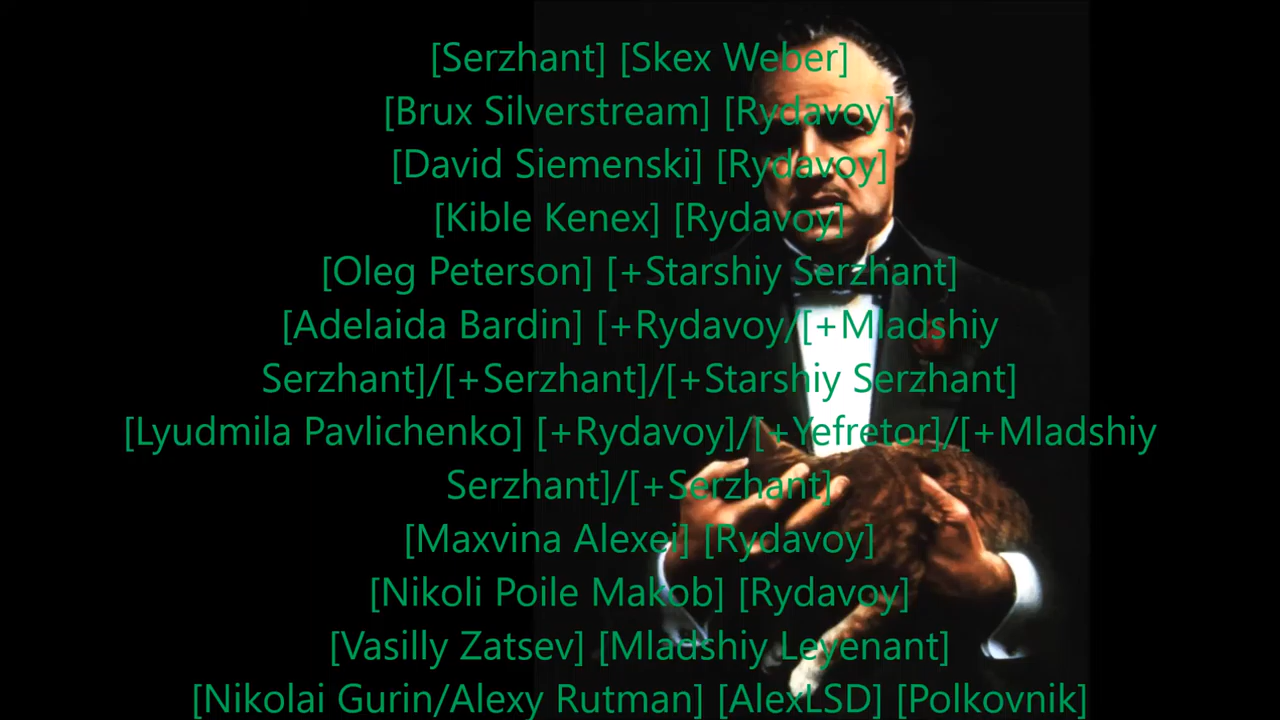 [Serzhant] [Skex Weber]
[Brux Silverstream] [Rydavoy]
[David Siemenski] [Rydavoy]
[Kible Kenex] [Rydavoy]
[Oleg Peterson] [+Starshiy Serzhant]
[Adelaida Bardin] [+Rydavoy/[+Mladshiy
Serzhant]/[+Serzhant]/[+Starshiy Serzhant]
[Lyudmila Pavlichenko] [+Rydavoy]/[+Yefretor]/[+Mladshiy
Serzhant]/[+Serzhant]
[Maxvina Alexei] [Rydavoy]
[Nikoli Poile Makob] [Rydavoy]
[Vasilly Zatsev] [Mladshiy Leyenant]
[Nikolai Gurin/Alexy Rutman] [AlexLSD] [Polkovnik]